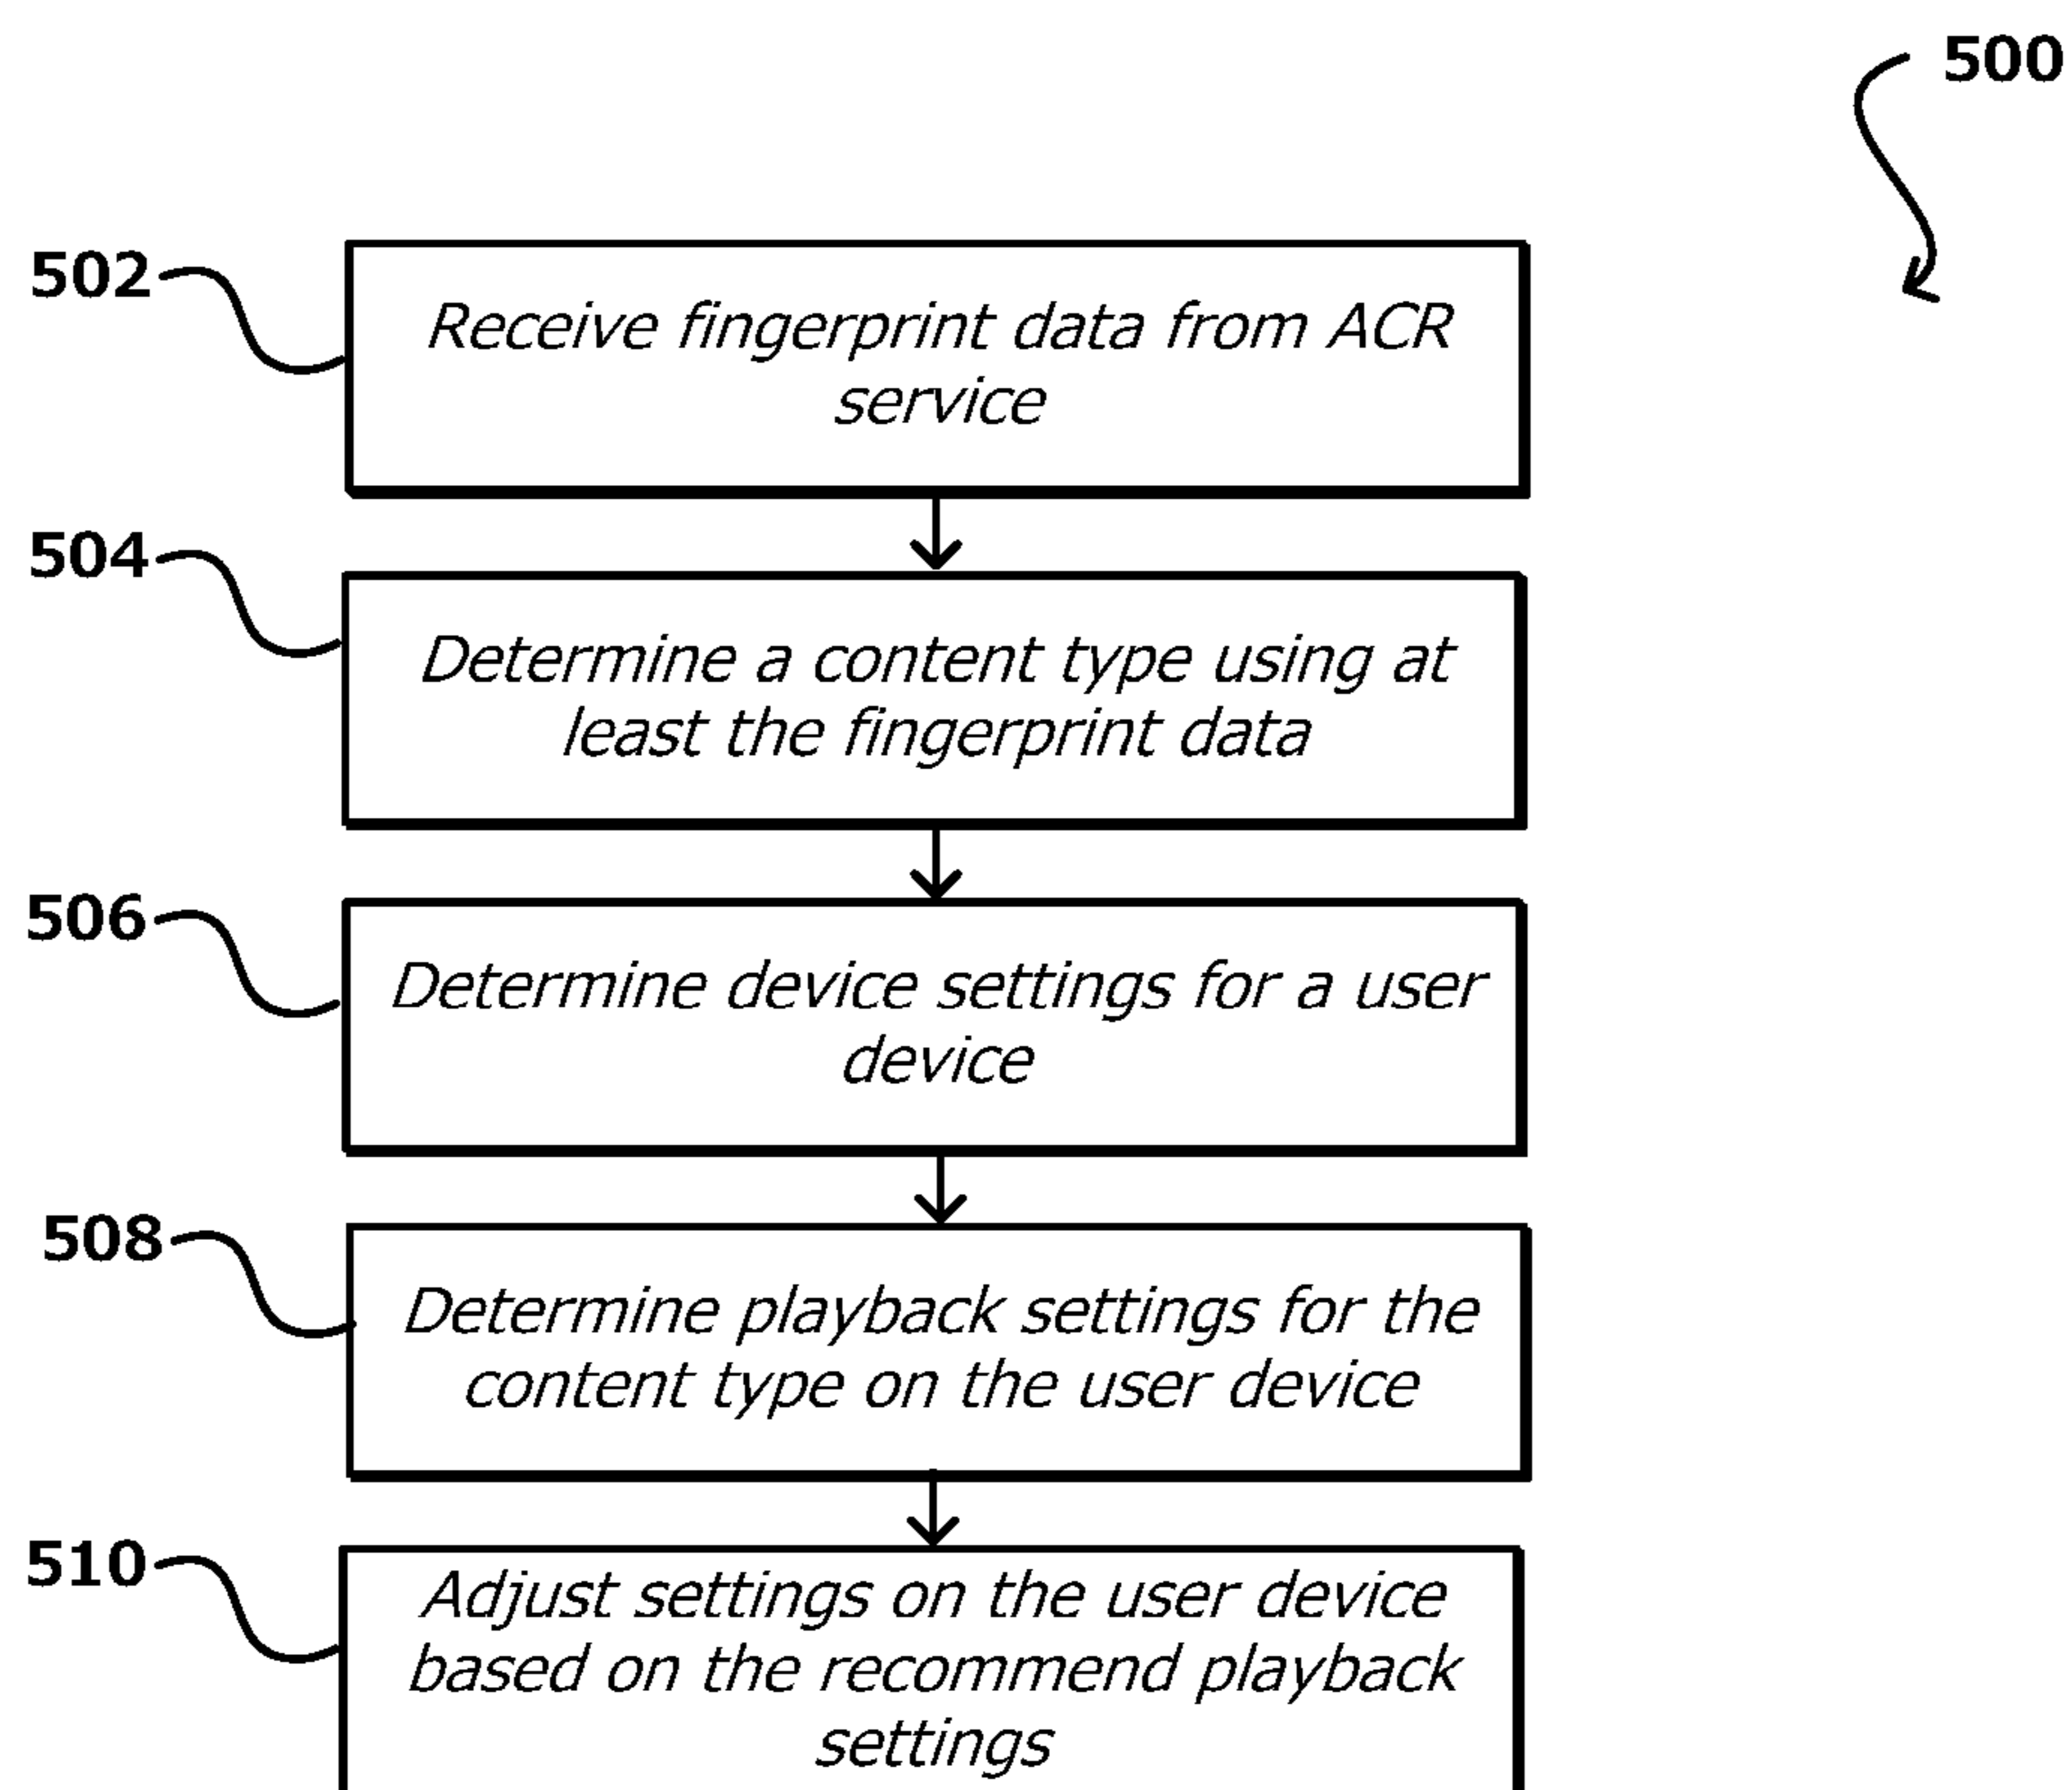 500
502
Receive fingerprint data from ACR
service
504
Determine a content type using at
least the fingerprint data
506
Determine device settings for a user
device
508
Determine playback settings for the
content type on the user device
510
Adjust settings on the user device
based on the recommend playback
settings